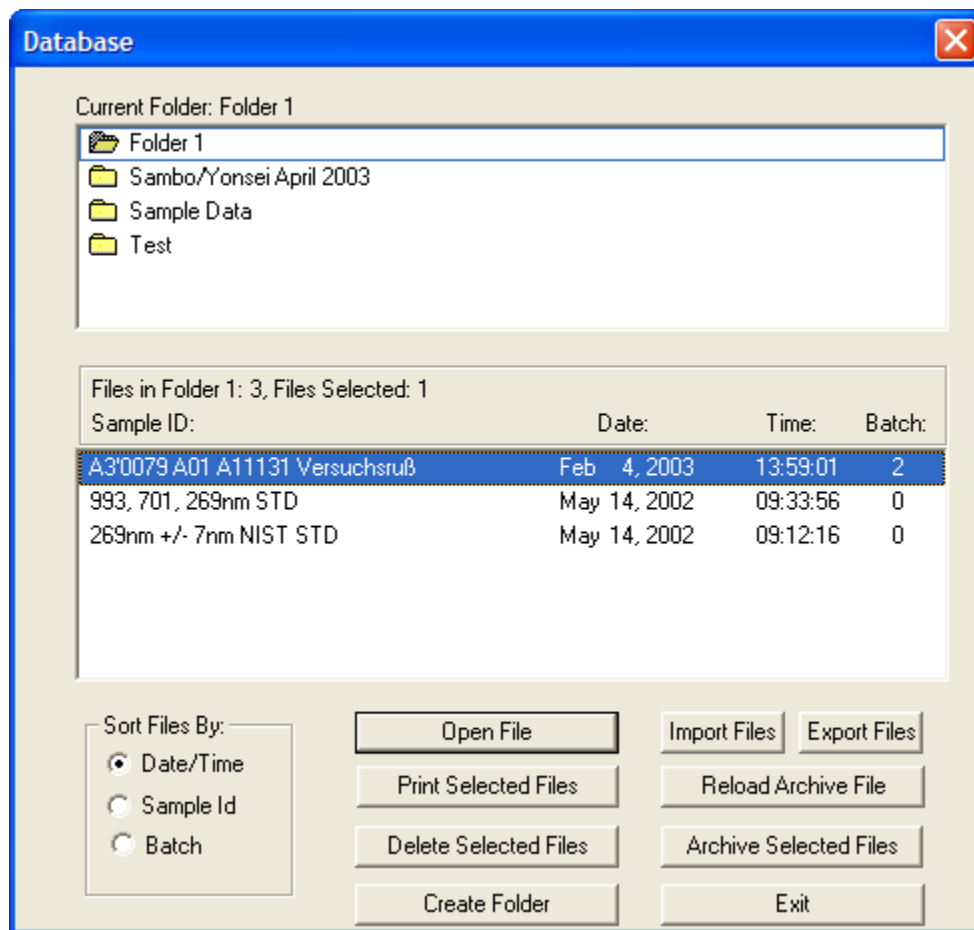 Database
Current Folder: Folder 1
Folder 1
Sambo/Yonsei April 2003
Sample Data
Test
Files in Folder 1: 3, Files Selected: 1
Sample ID: Date: Time: Batch:
A3'0079 A01 A11131 Versuchsruß Feb 4, 2003 13:59:01 2
993, 701, 269nm STD May 14, 2002 09:33:56 0
269nm +/- 7nm NIST STD May 14, 2002 09:12:16 0
Sort Files By:
Date/Time
Sample Id
Batch
Open File Import Files Export Files
Print Selected Files Reload Archive File
Delete Selected Files Archive Selected Files
Create Folder Exit